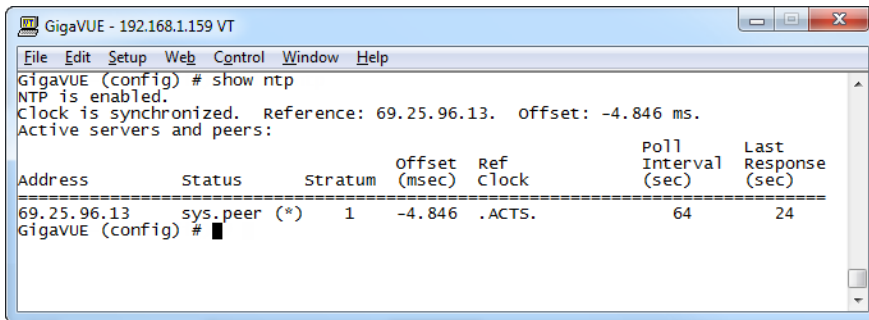 GigaVUE - 192.168.1.159 VT
File Edit Setup Web Control Window Help
GigaVUE (config) # show ntp
NTP is enabled.
Clock is synchronized. Reference: 69.25.96.13. Offset: -4.846 ms.
Active servers and peers:
Poll Last
Offset Ref Interval Response
Address Status Stratum (msec) Clock (sec) (sec)
================================================================================
69.25.96.13 sys.peer (*) 1 -4.846 .ACTS. 64 24
GigaVUE (config) #